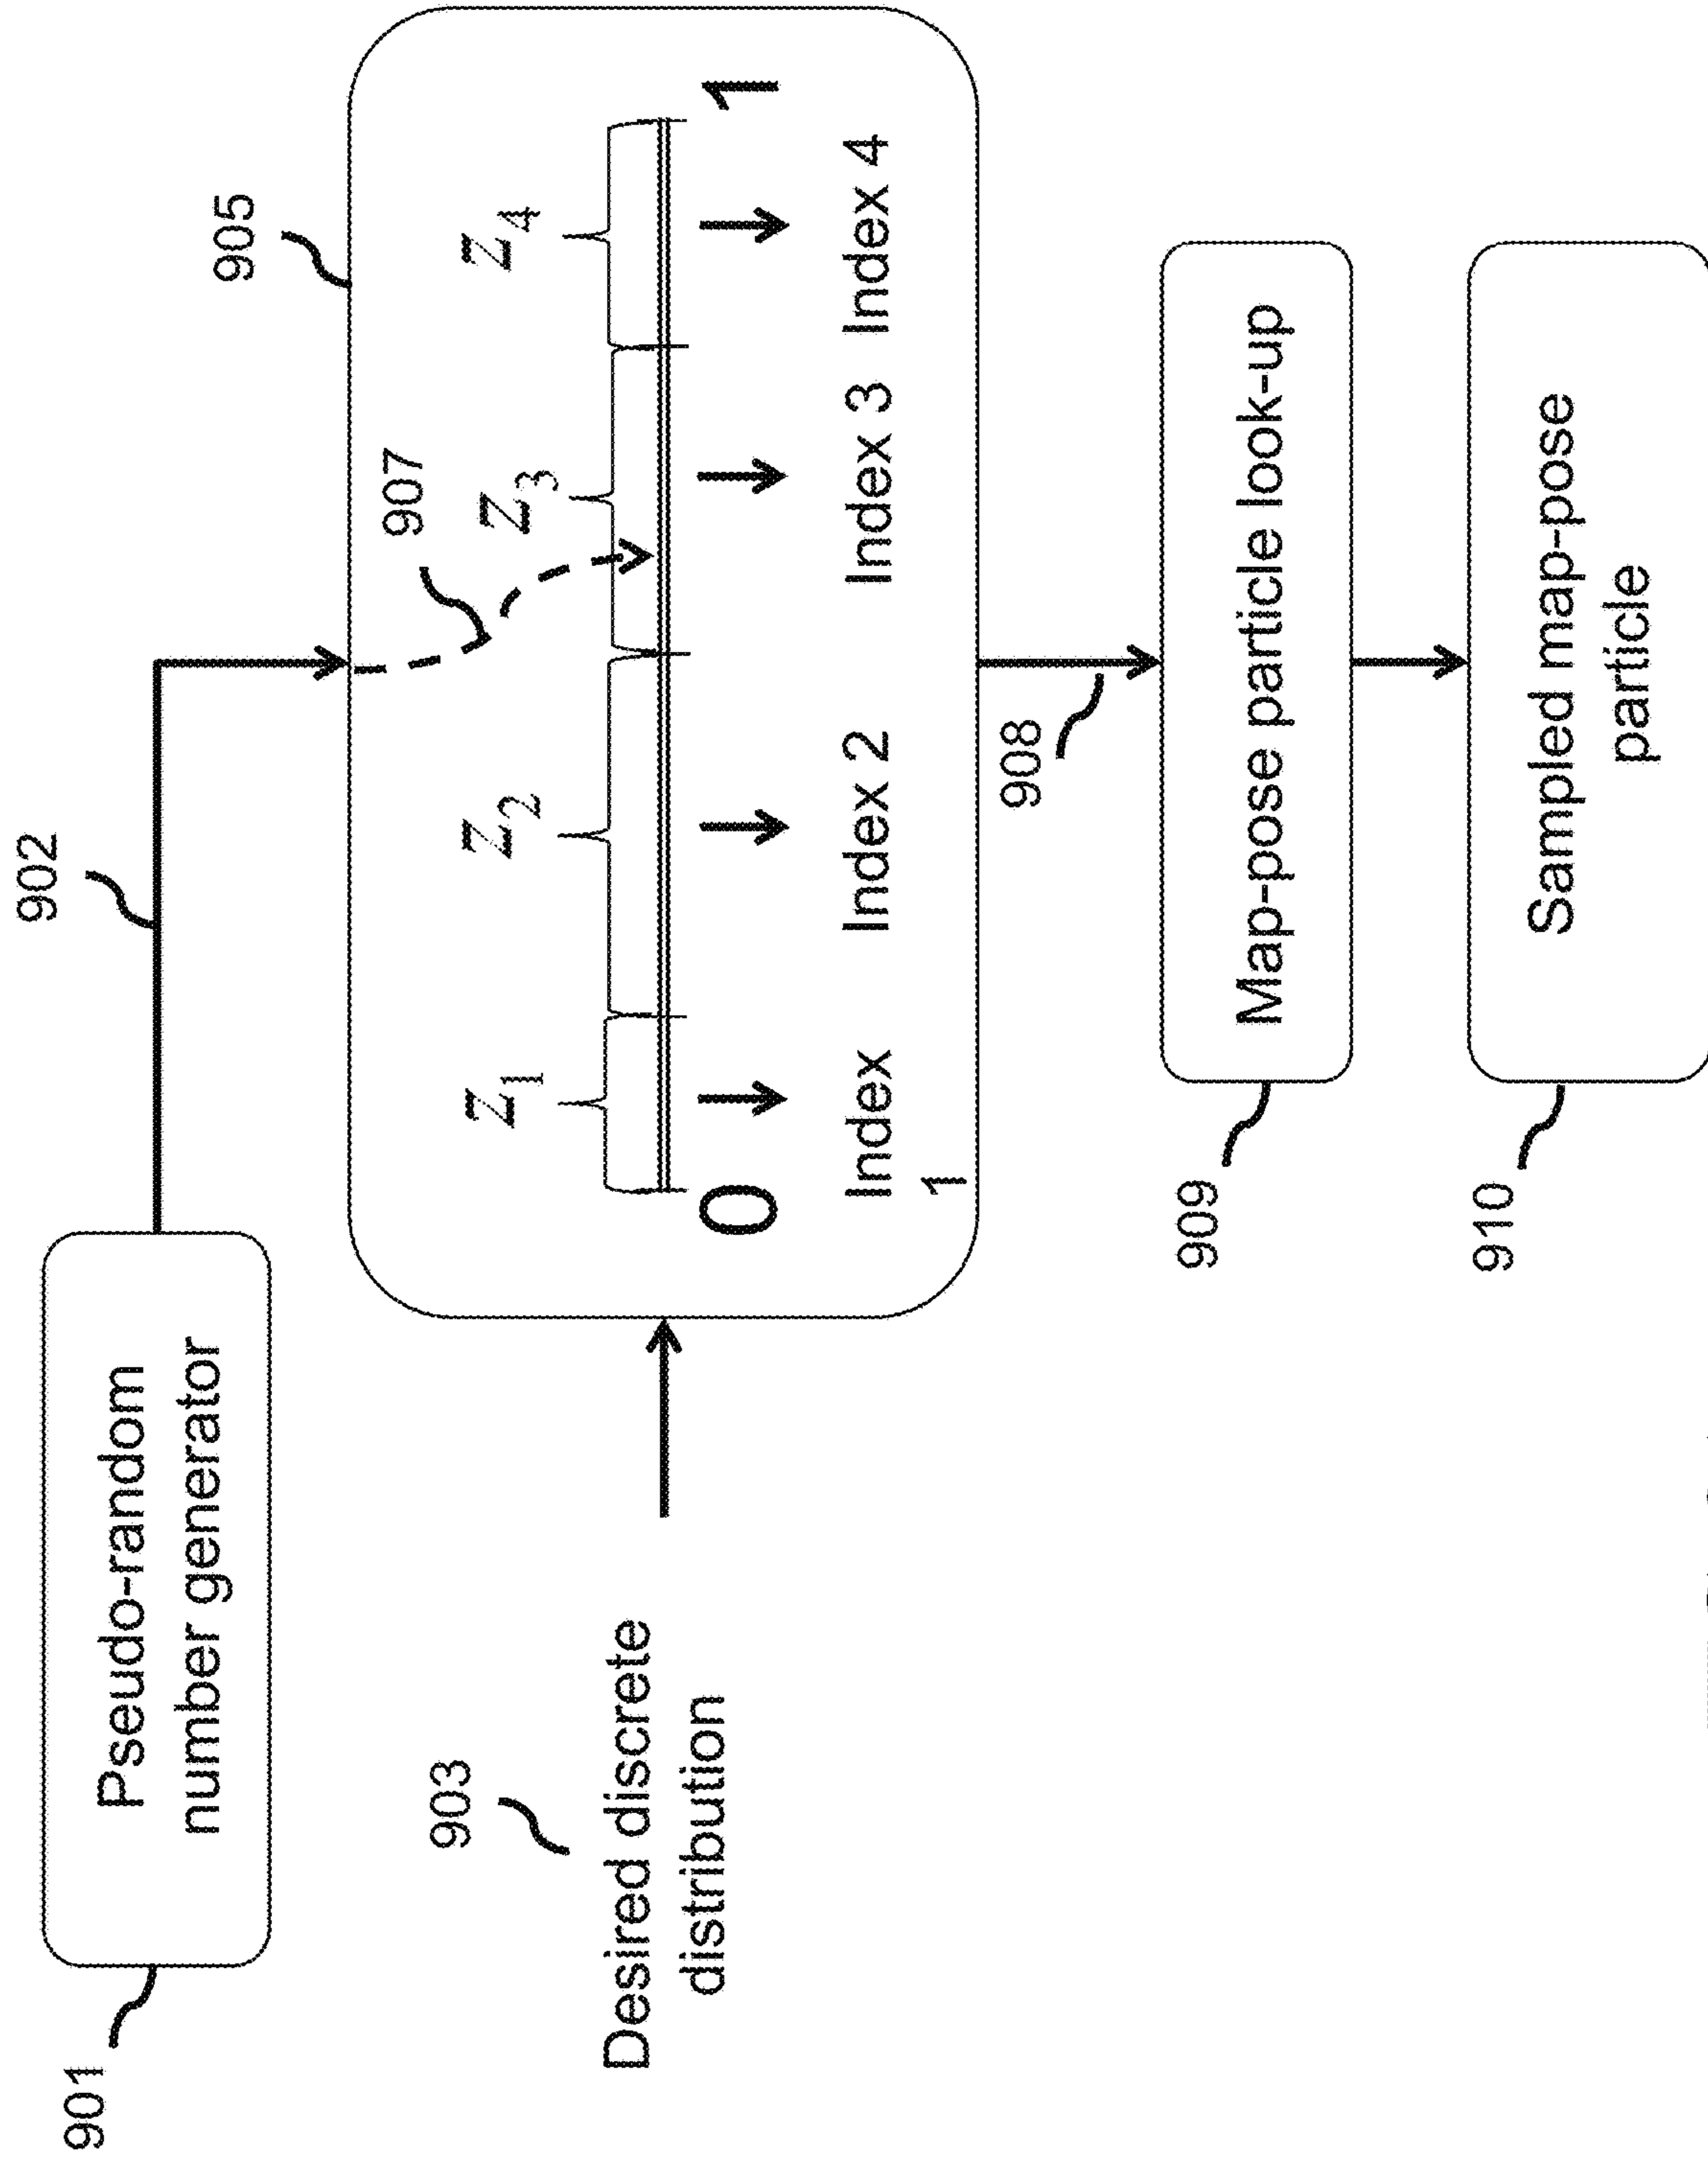 901
Pseudo-random
number generator
902
905
903
Desired discrete
distribution
907
Z1
Z2
Z3
Z4
0
1
Index
1
Index 2
Index 3
Index 4
908
909
Map-pose particle look-up
910
Sampled map-pose
particle